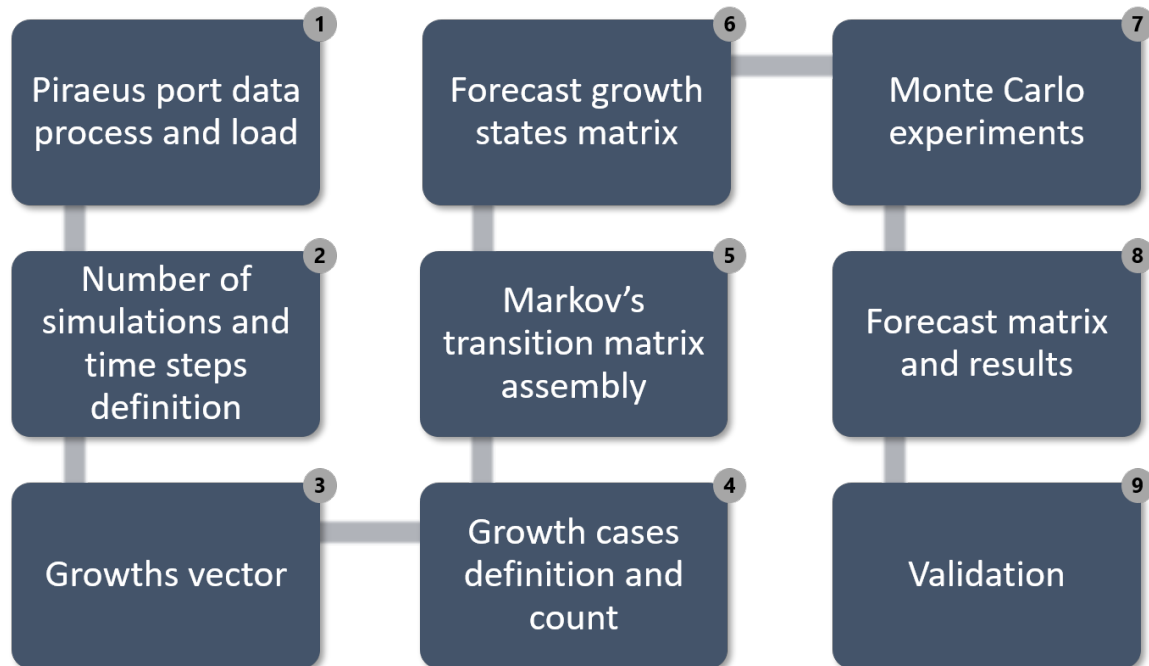 1
Piraeus port data
process and load
2
Number of
simulations and
time steps
definition
3
Growths vector
4
Growth cases
definition and
count
5
Markov’s
transition matrix
assembly
6
Forecast growth
states matrix
7
Monte Carlo
experiments
8
Forecast matrix
and results
9
Validation